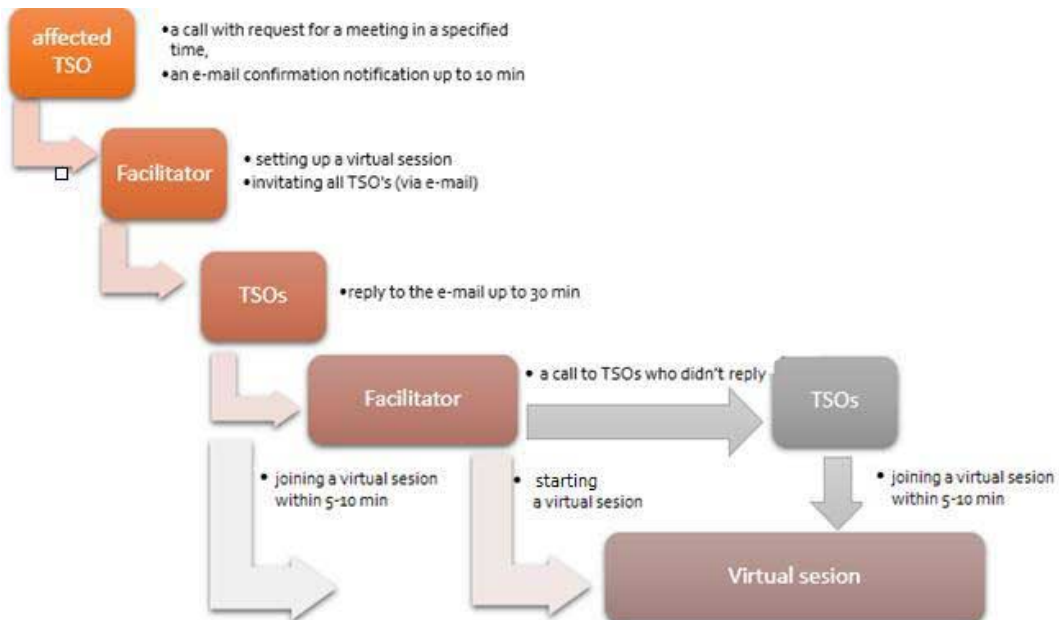 affected
TSO
•a call with request for a meeting in a specified
time,
•an e-mail confirmation notification up to 10 min
Facilitator
• setting up a virtual session
•invitating all TSO's (via e-mail)
TSOs
•reply to the e-mail up to 30 min
Facilitator
• a call to TSOs who didn't reply
TSOs
• joining a virtual sesion
within 5-10 min
• starting
a virtual sesion
• joining a virtual sesion
within 5-10 min
Virtual sesion